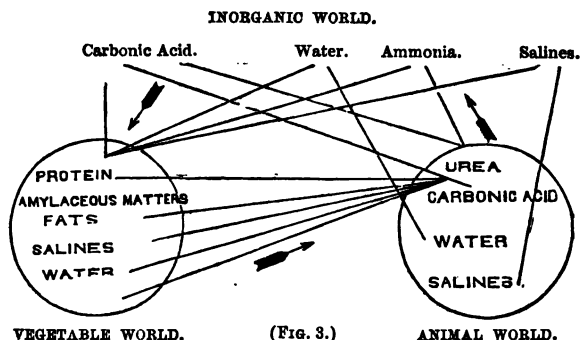 INORGANIC WORLD.
Carbonic Acid. Water. Ammonia. Salines.
PROTEIN
AMYLACEOUS MATTERS
FATS
SALINES
WATER
UREA
CARBONIC ACID
WATER
SALINES
VEGETABLE WORLD. (FIG. 3.) ANIMAL WORLD.